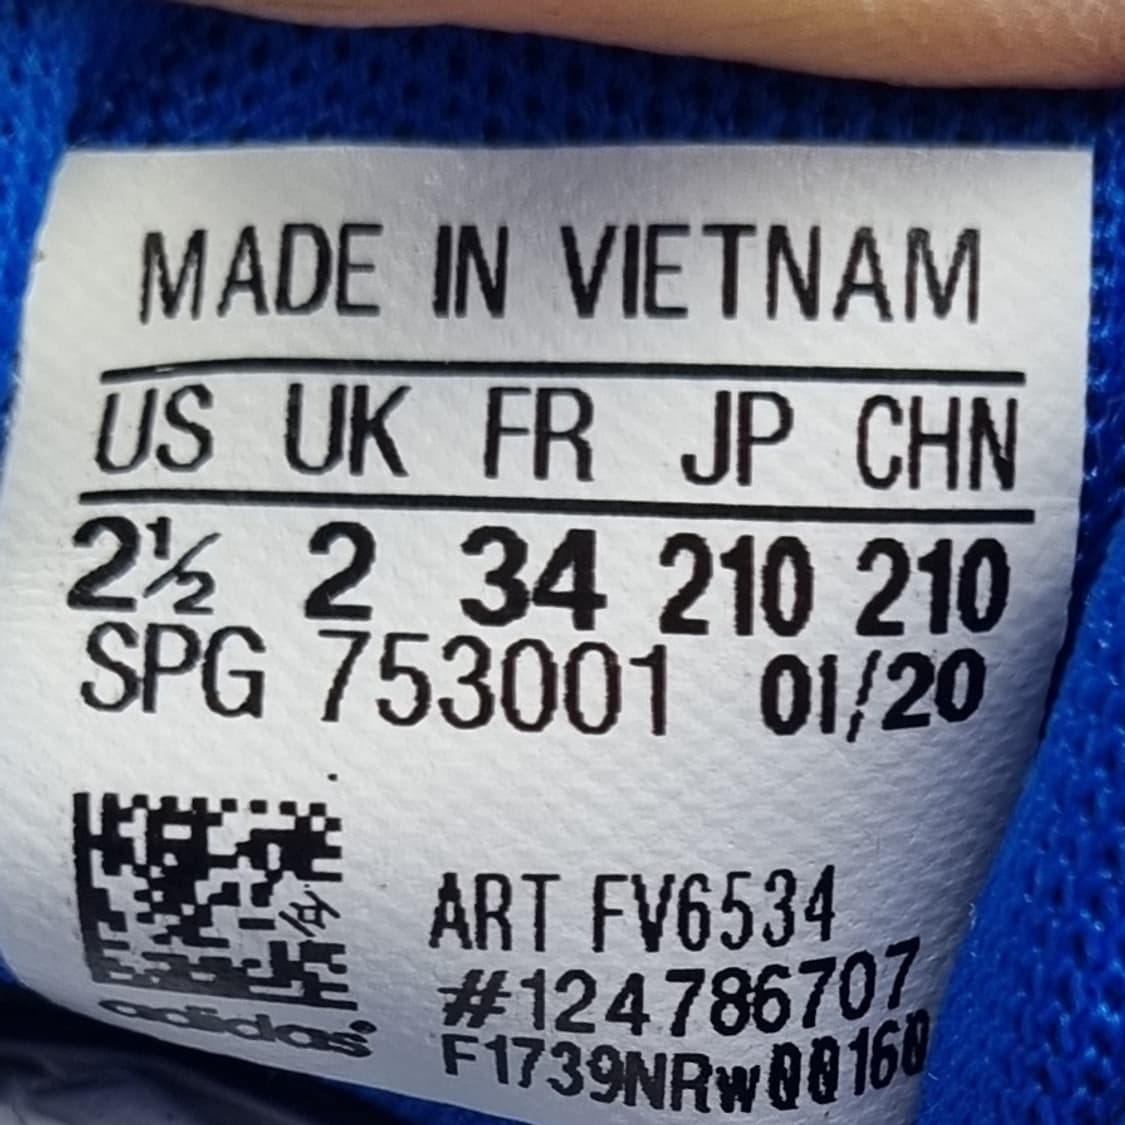 MADE IN VIETNAM
US UK FR JP CHN
2½ 2 34 210 210
SPG 753001 01/20
ART FV6534
#124786707
adidas
F1739NRw00160